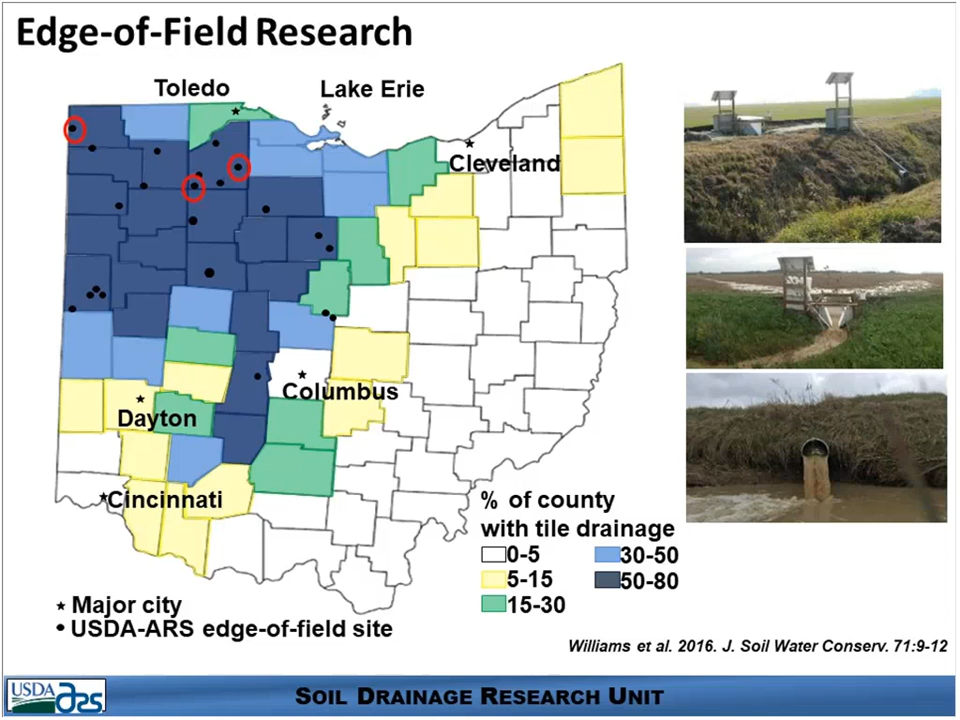 Edge-of-Field Research
Toledo
Lake Erie
Cleveland
Columbus
Dayton
Cincinnati
% of county
with tile drainage
0-5
30-50
5-15
50-80
15-30
Major city
USDA-ARS edge-of-field site
Williams et al. 2016. J. Soil Water Conserv. 71:9-12
USDA
ars
SOIL DRAINAGE RESEARCH UNIT